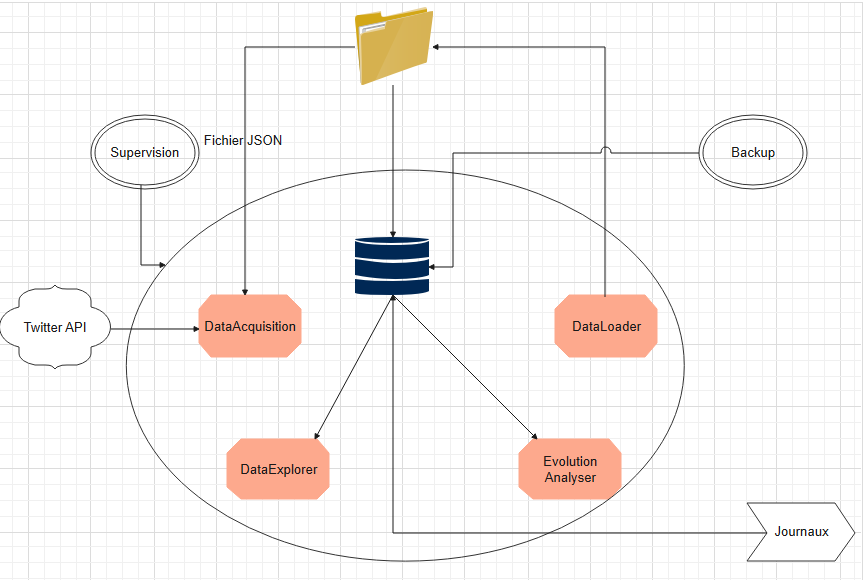 Fichier JSON
Supervision
Backup
Twitter API
DataAcquisition
DataLoader
DataExplorer
Evolution
Analyser
Journaux